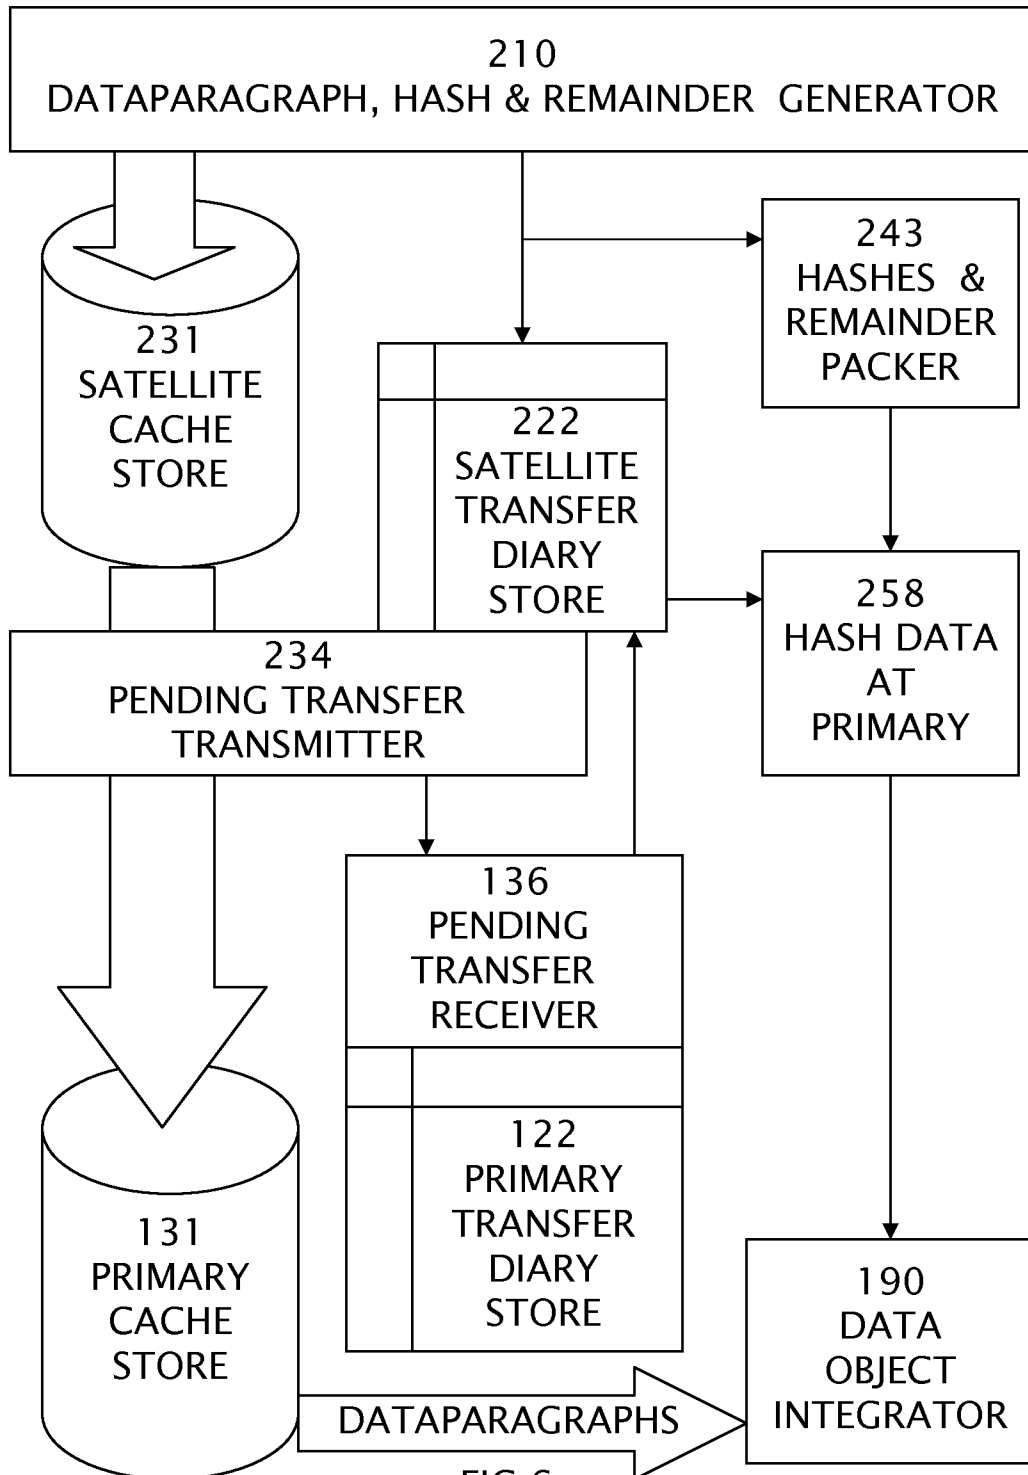 210
DATAPARAGRAPH, HASH & REMAINDER GENERATOR
243
HASHES &
REMAINDER
PACKER
231
SATELLITE
CACHE
STORE
222
SATELLITE
TRANSFER
DIARY
STORE
258
HASH DATA
AT
PRIMARY
234
PENDING TRANSFER
TRANSMITTER
136
PENDING
TRANSFER
RECEIVER
122
PRIMARY
TRANSFER
DIARY
STORE
131
PRIMARY
CACHE
STORE
190
DATA
OBJECT
INTEGRATOR
DATAPARAGRAPHS